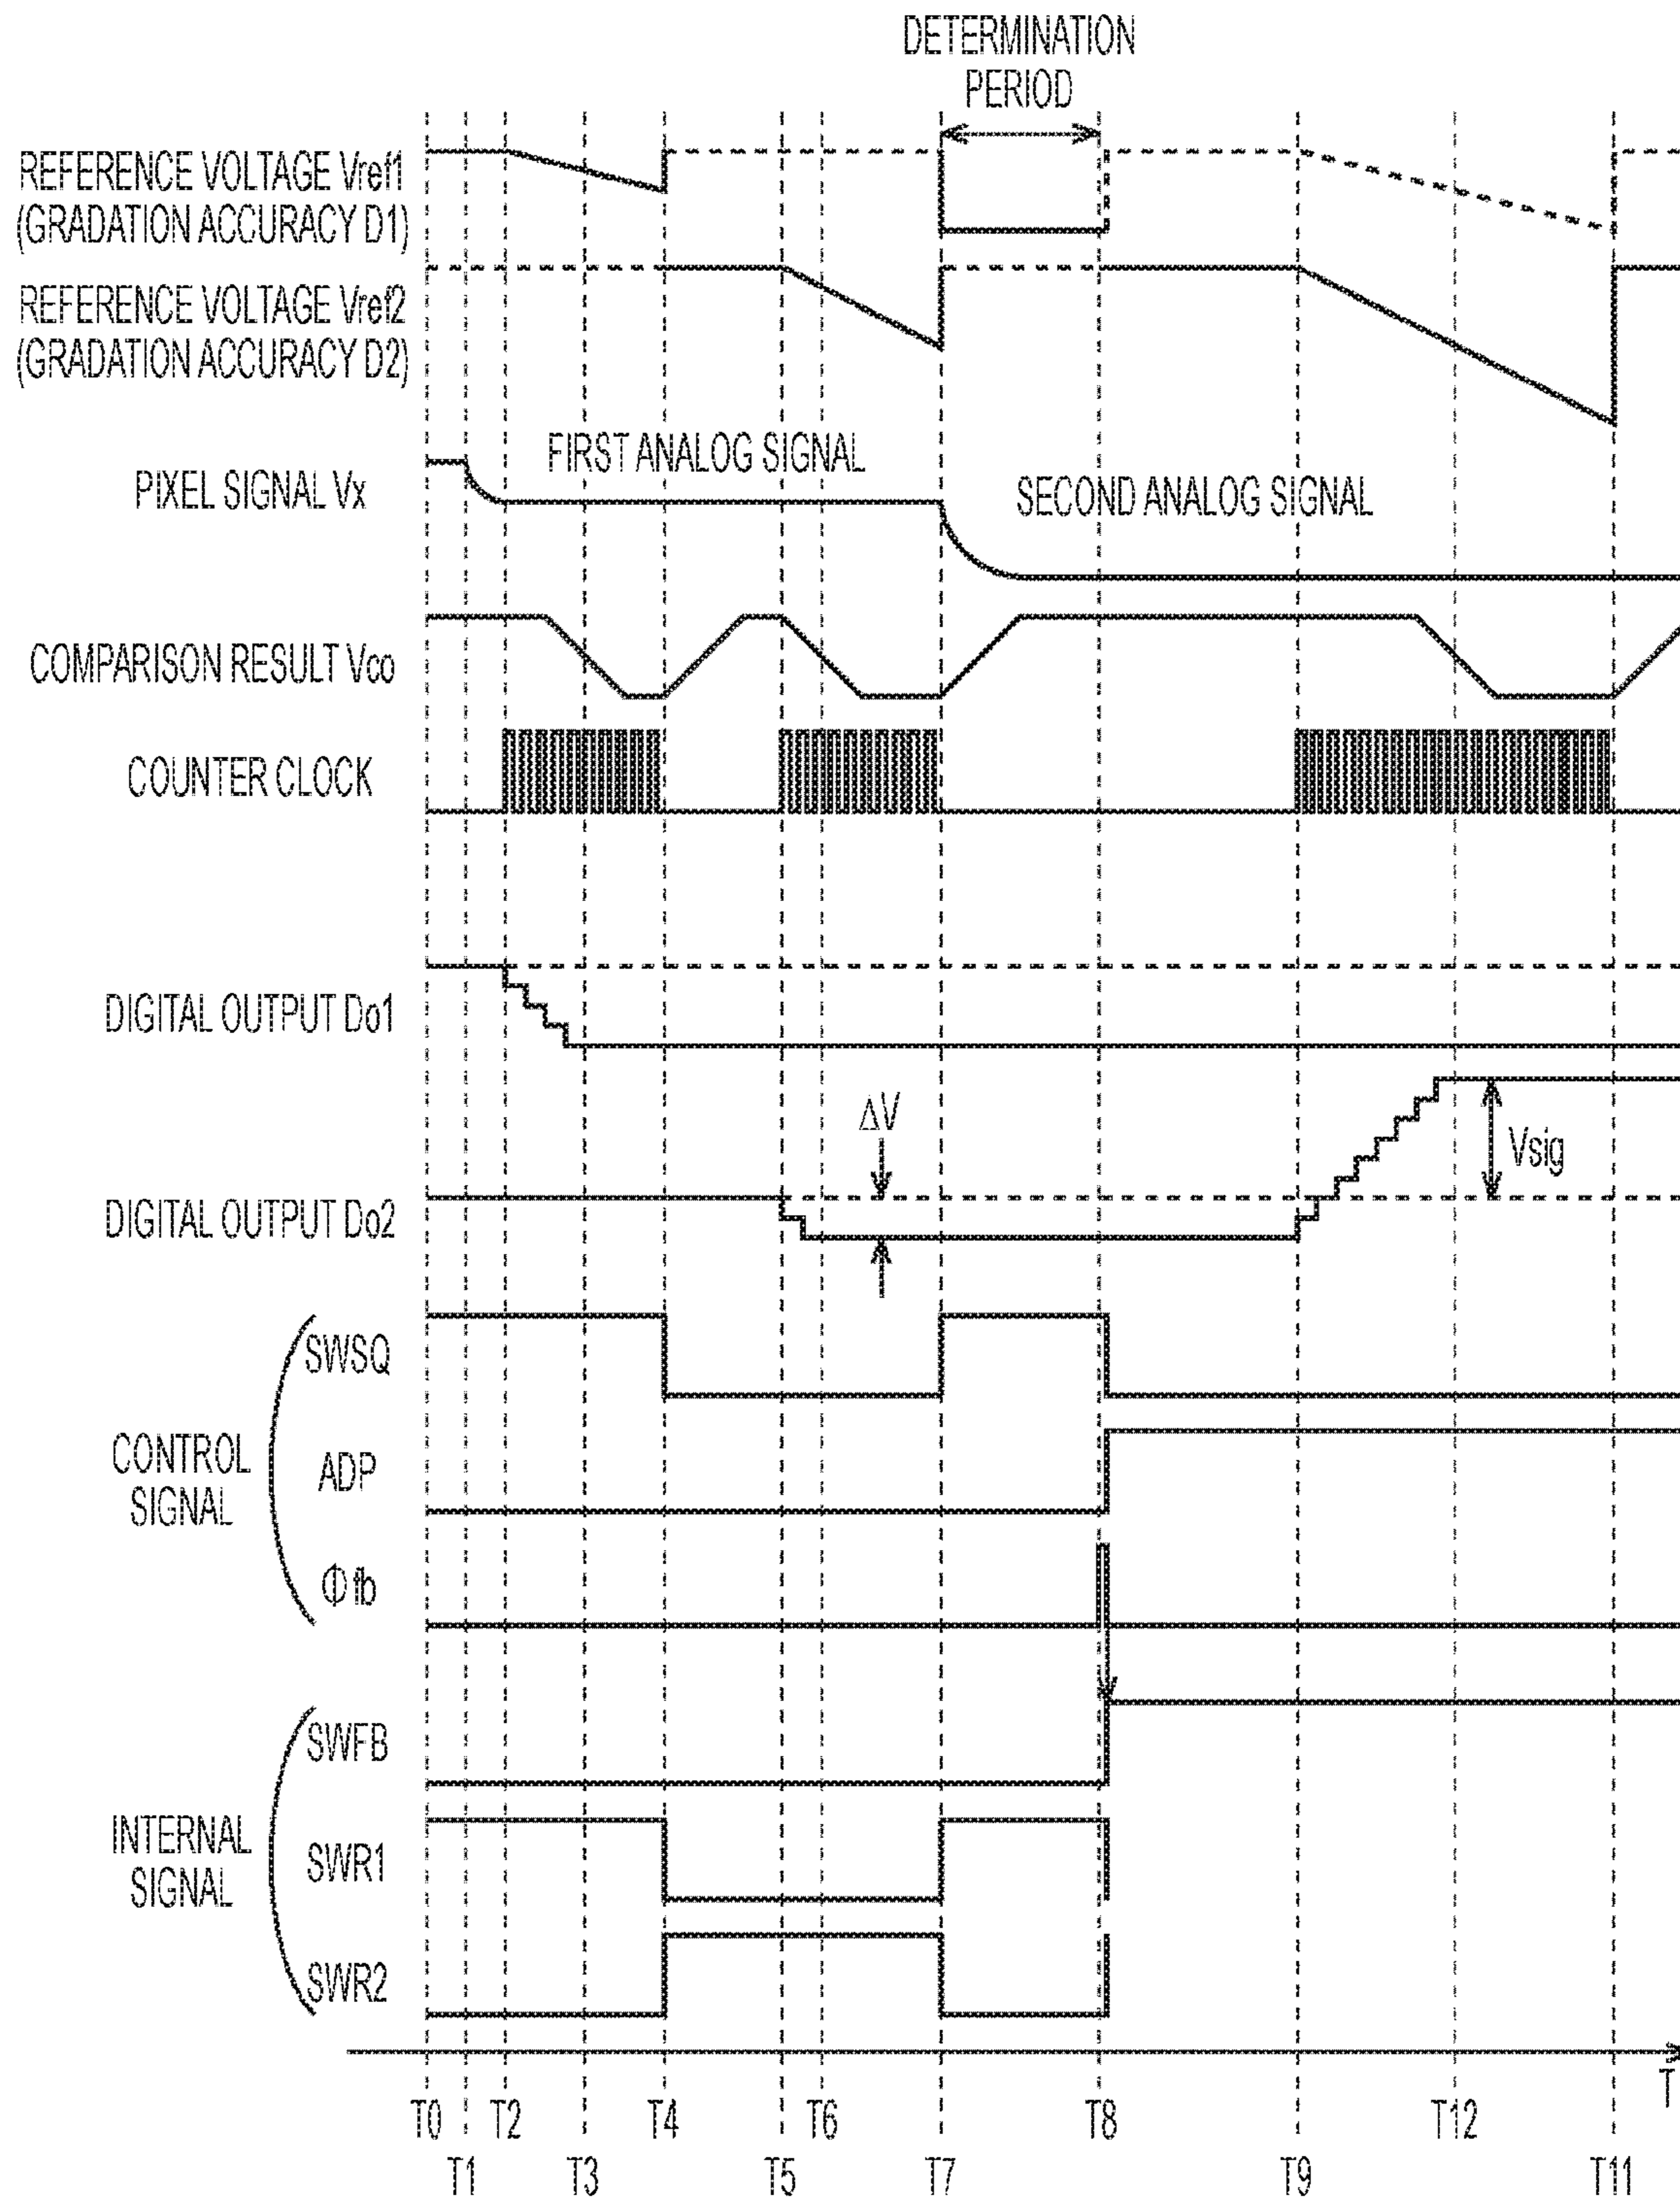 DETERMINATION
PERIOD
REFERENCE VOLTAGE Vref1
(GRADATION ACCURACY D1)
REFERENCE VOLTAGE Vref2
(GRADATION ACCURACY D2)
FIRST ANALOG SIGNAL
PIXEL SIGNAL Vx
SECOND ANALOG SIGNAL
COMPARISON RESULT Vco
COUNTER CLOCK
DIGITAL OUTPUT Do1
ΔV
Vsig
DIGITAL OUTPUT Do2
SWSQ
CONTROL
SIGNAL
ADP
Φfb
SWFB
INTERNAL
SIGNAL
SWR1
SWR2
T
T0 T2 T4 T6 T8 T12
T1 T3 T5 T7 T9 T11